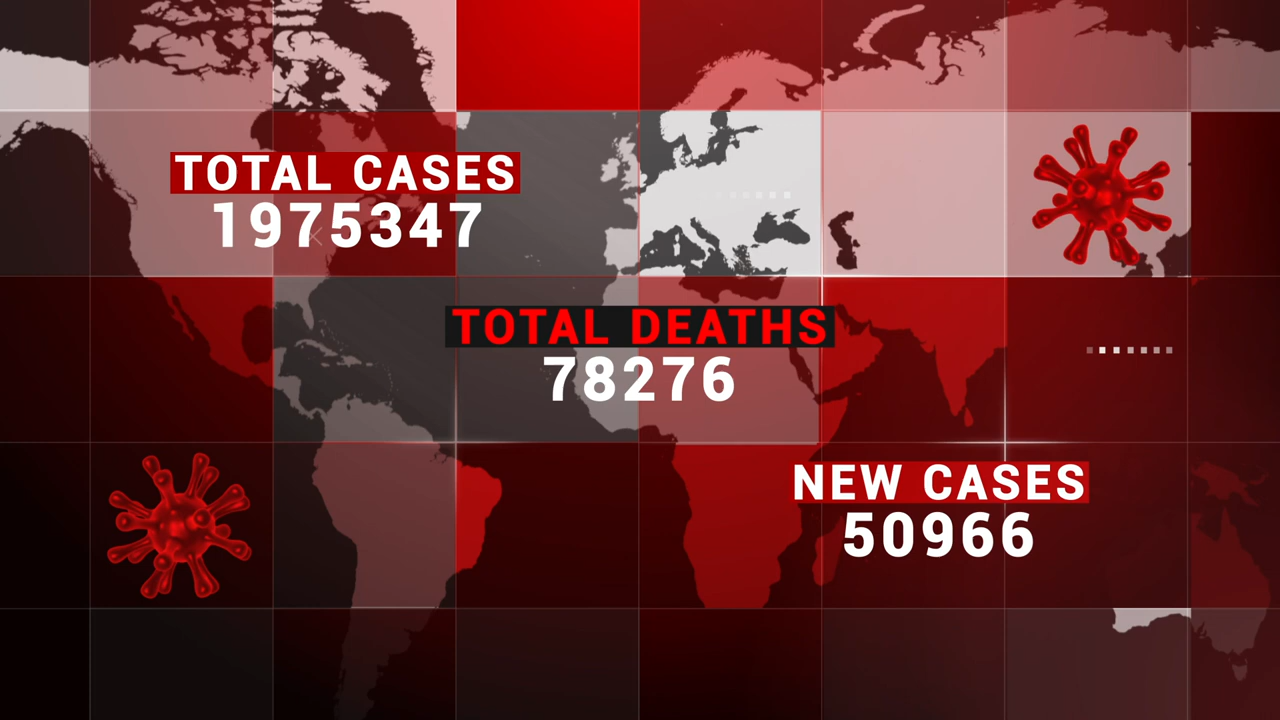 TOTAL CASES
1975347
TOTAL DEATHS
78276
NEW CASES
50966